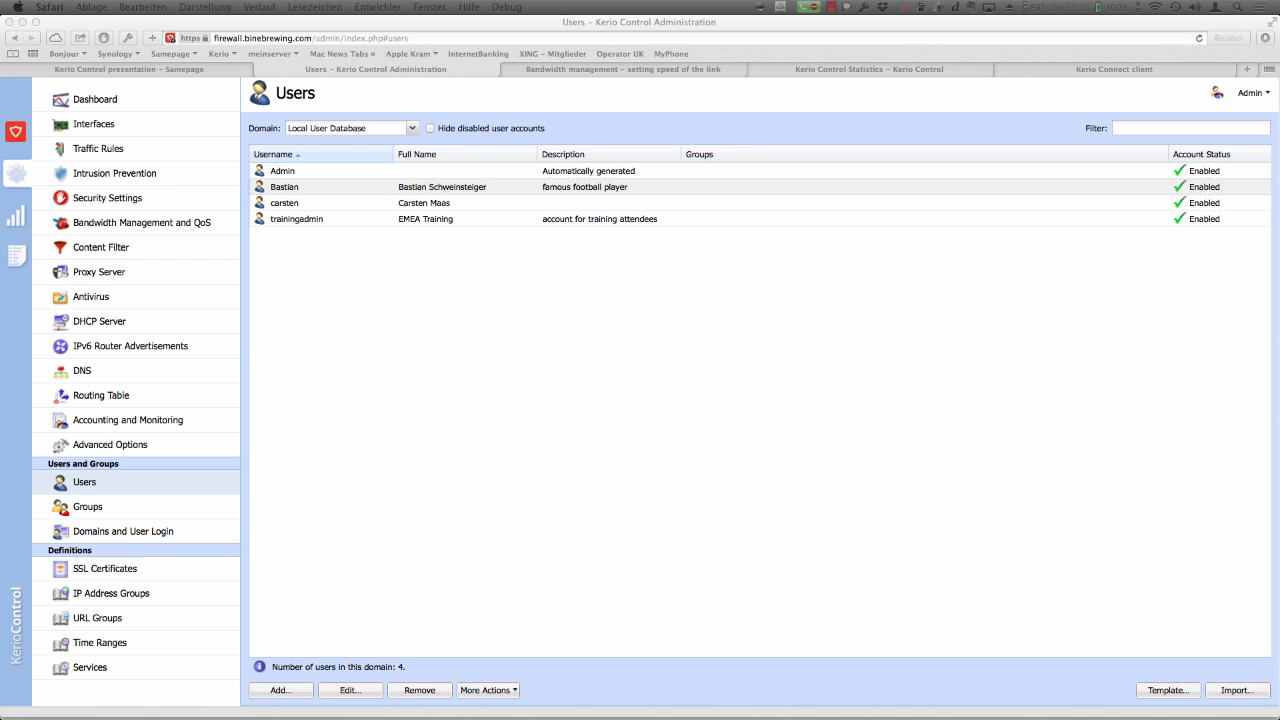 Safari Ablage Bearbeiten Darstellung Verlauf Lesezeichen Entwickler Fenster Hilfe Debug
Users – Kerio Control Administration
https firewall.binebrewing.com/admin/index.php#users Reader
Bonjour Synology Samepage Kerio meinserver Mac News Tabs Apple Kram InternetBanking XING – Mitglieder Operator UK MyPhone
Kerio Control presentation – Samepage Users – Kerio Control Administration Bandwidth management – setting speed of the link Kerio Control Statistics – Kerio Control Kerio Connect client
Users Admin
Domain: Local User Database Hide disabled user accounts Filter:
Username Full Name Description Groups Account Status
Admin Automatically generated Enabled
Bastian Bastian Schweinsteiger famous football player Enabled
carsten Carsten Maas Enabled
trainingadmin EMEA Training account for training attendees Enabled
Dashboard
Interfaces
Traffic Rules
Intrusion Prevention
Security Settings
Bandwidth Management and QoS
Content Filter
Proxy Server
Antivirus
DHCP Server
IPv6 Router Advertisements
DNS
Routing Table
Accounting and Monitoring
Advanced Options
Users and Groups
Users
Groups
Domains and User Login
Definitions
SSL Certificates
IP Address Groups
URL Groups
Time Ranges
Services
KerioControl
Number of users in this domain: 4.
Add... Edit... Remove More Actions Template... Import...